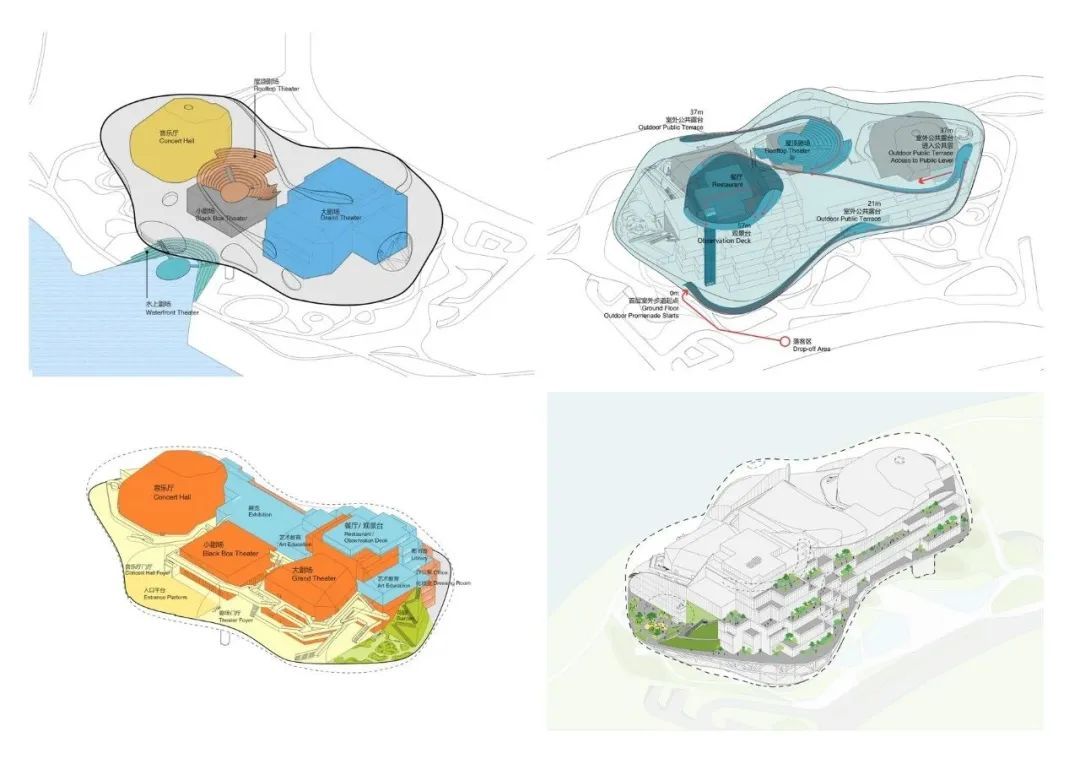 屋顶剧场
Rooftop Theater
音乐厅
Concert Hall
小剧场
Black Box Theater
大剧场
Grand Theater
水上剧场
Waterfront Theater
37m
室外公共露台
Outdoor Public Terrace
屋顶剧场
Rooftop Theater
37m
室外公共露台
进入公共层
Outdoor Public Terrace
Access to Public Level
餐厅
Restaurant
21m
室外公共露台
Outdoor Public Terrace
57m
观景台
Observation Deck
0m
首层室外步道起点
Ground Floor
Outdoor Promenade Starts
落客区
Drop-off Area
音乐厅
Concert Hall
展览
Exhibition
艺术教育
Art Education
餐厅/ 观景台
Restaurant /
Observation Deck
小剧场
Black Box Theater
图书馆
Library
大剧场
Grand Theater
音乐厅门厅
Concert Hall Foyer
办公室 Office
艺术教育
Art Education
化妆室 Dressing Room
入口平台
Entrance Platform
剧场门厅
Theater Foyer
Garden